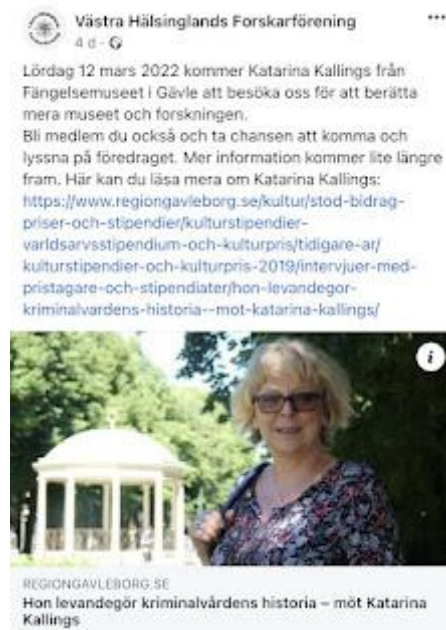 Västra Hälsinglands Forskarförening
4 d ·
Lördag 12 mars 2022 kommer Katarina Kallings från
Fängelsemuseet i Gävle att besöka oss för att berätta
mera museet och forskningen.
Bli medlem du också och ta chansen att komma och
lyssna på föredraget. Mer information kommer lite längre
fram. Här kan du läsa mera om Katarina Kallings:
https://www.regiongavleborg.se/kultur/stod-bidrag-
priser-och-stipendier/kulturstipendier-
varldsarvsstipendium-och-kulturpris/tidigare-ar/
kulturstipendier-och-kulturpris-2019/intervjuer-med-
pristagare-och-stipendiater/hon-levandegor-
kriminalvardens-historia--mot-katarina-kallings/
REGIONGAVLEBORG.SE
Hon levandegör kriminalvårdens historia – möt Katarina
Kallings